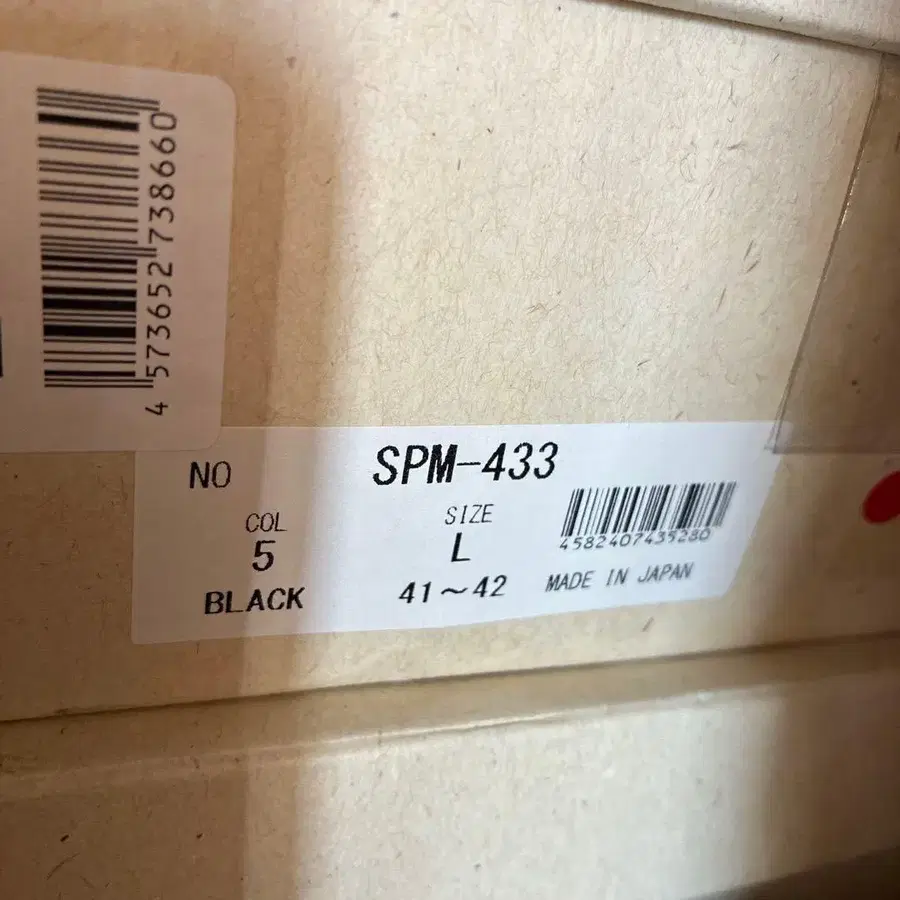 4 573652 738660
NO SPM-433
COL SIZE
5 L
4582407435280
BLACK 41～42 MADE IN JAPAN